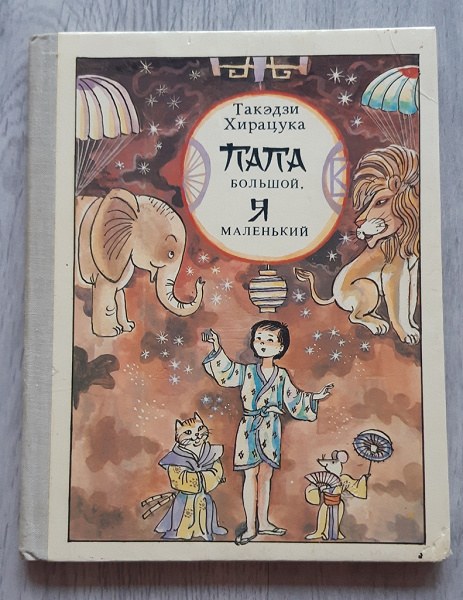 Такэдзи
Хирацука
ПАПА
БОЛЬШОЙ,
Я
МАЛЕНЬКИЙ